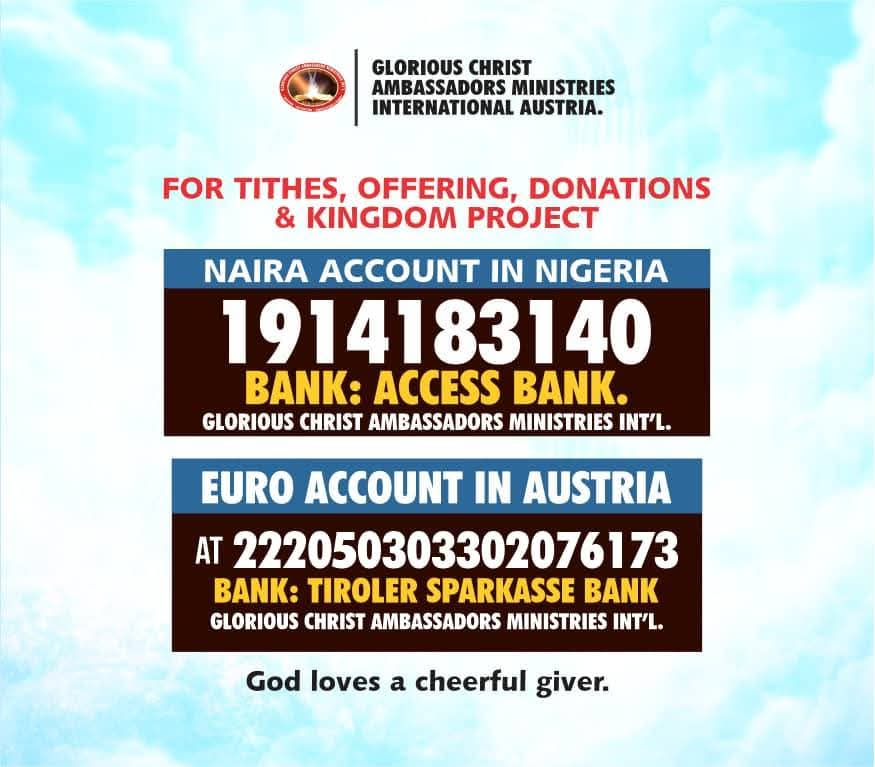 GLORIOUS CHRIST
AMBASSADORS MINISTRIES
INTERNATIONAL AUSTRIA.
FOR TITHES, OFFERING, DONATIONS
& KINGDOM PROJECT
NAIRA ACCOUNT IN NIGERIA
1914183140
BANK: ACCESS BANK.
GLORIOUS CHRIST AMBASSADORS MINISTRIES INT'L.
EURO ACCOUNT IN AUSTRIA
AT 222050303302076173
BANK: TIROLER SPARKASSE BANK
GLORIOUS CHRIST AMBASSADORS MINISTRIES INT'L.
God loves a cheerful giver.